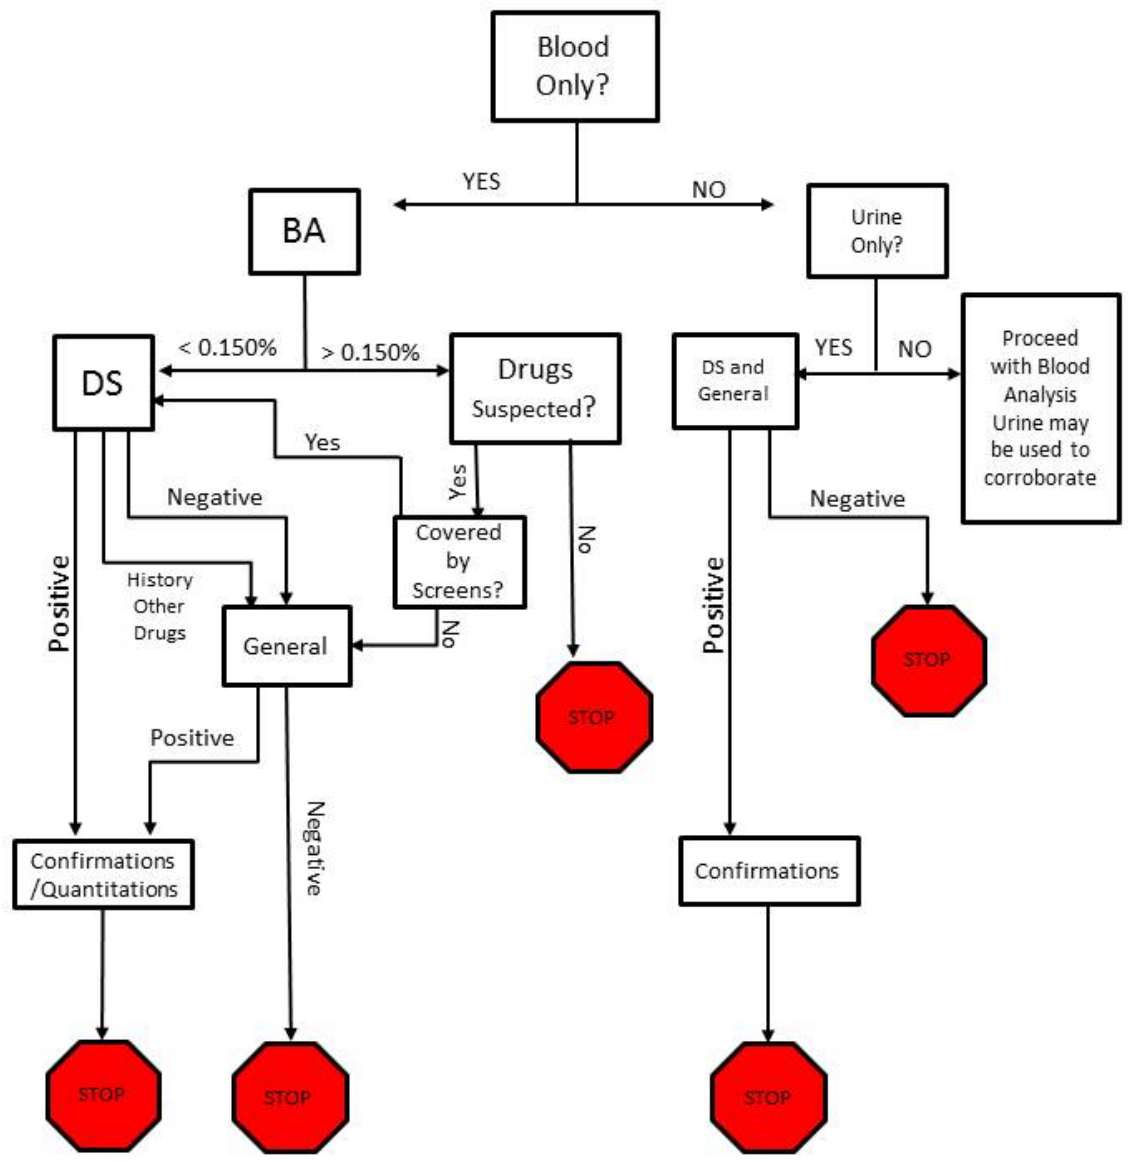 Blood
Only?
YES
NO
BA
Urine
Only?
< 0.150%
> 0.150%
DS
Drugs
Suspected?
DS and
General
YES
NO
Proceed
with Blood
Analysis
Urine may
be used to
corroborate
Yes
Yes
No
Negative
Negative
Covered
by
Screens?
No
Positive
History
Other
Drugs
General
Positive
STOP
STOP
Positive
Negative
Confirmations
/Quantitations
Confirmations
STOP
STOP
STOP